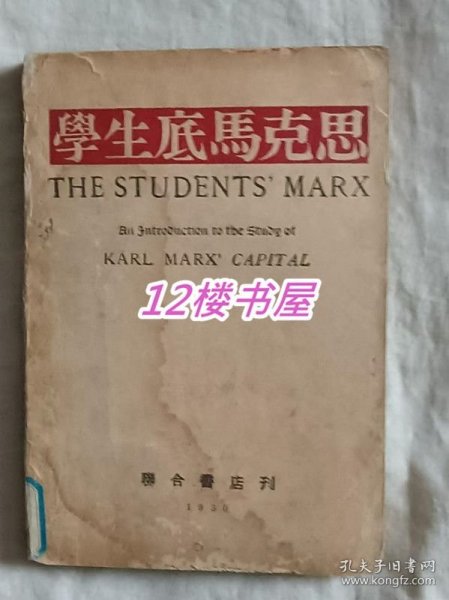 學生底馬克思
THE STUDENTS' MARX
An Introduction to the Study of
KARL MARX' CAPITAL
12楼书屋
聯合書店刊
1930
孔夫子旧书网
www.kongfz.com